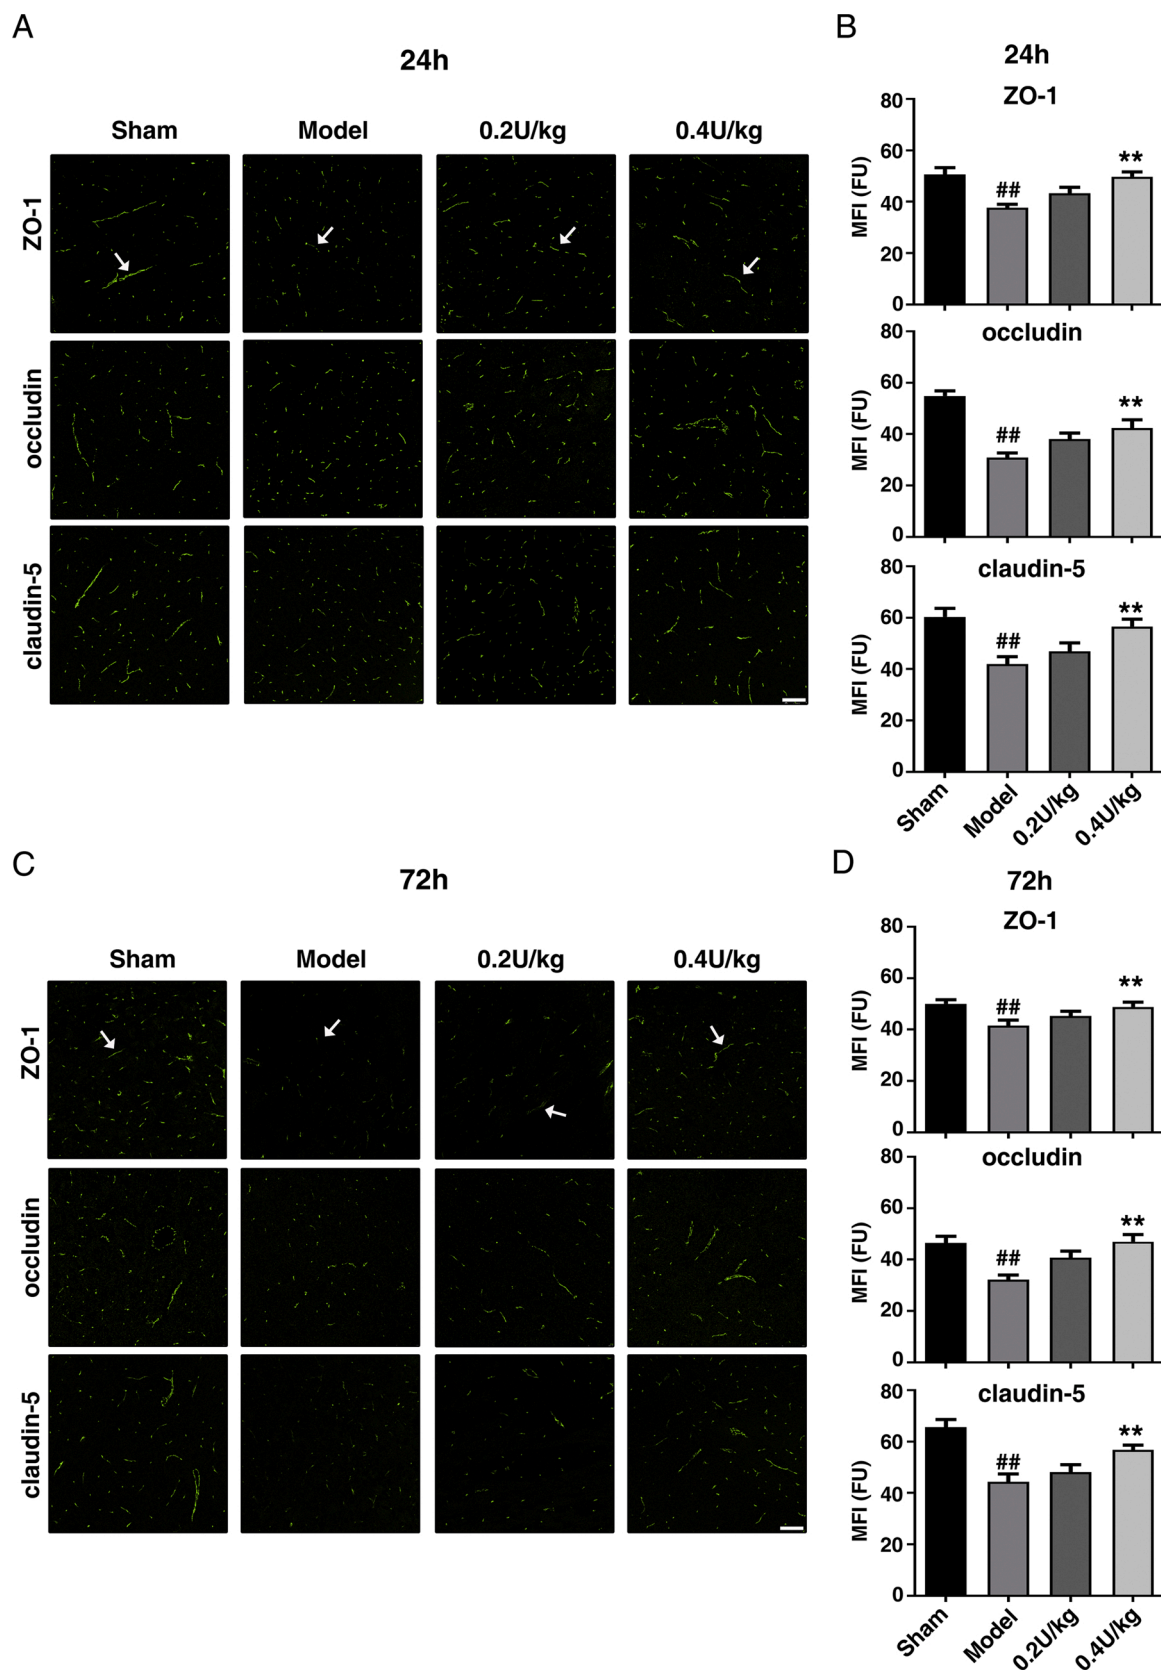 A
24h
Sham Model 0.2U/kg 0.4U/kg
ZO-1
occludin
claudin-5
B
24h
ZO-1
80
60
40
20
0
MFI (FU)
##
**
occludin
80
60
40
20
0
MFI (FU)
##
**
claudin-5
80
60
40
20
0
MFI (FU)
##
**
Sham Model 0.2U/kg 0.4U/kg
C
72h
Sham Model 0.2U/kg 0.4U/kg
ZO-1
occludin
claudin-5
D
72h
ZO-1
80
60
40
20
0
MFI (FU)
##
**
occludin
80
60
40
20
0
MFI (FU)
##
**
claudin-5
80
60
40
20
0
MFI (FU)
##
**
Sham Model 0.2U/kg 0.4U/kg